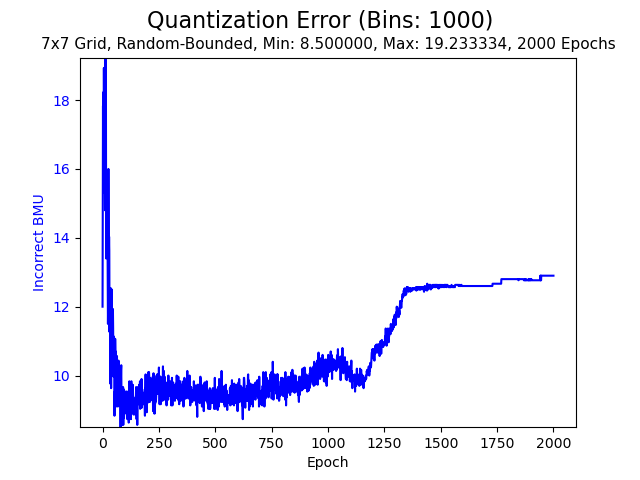 Quantization Error (Bins: 1000)
7x7 Grid, Random-Bounded, Min: 8.500000, Max: 19.233334, 2000 Epochs
18
16
14
12
10
Incorrect BMU
0 250 500 750 1000 1250 1500 1750 2000
Epoch